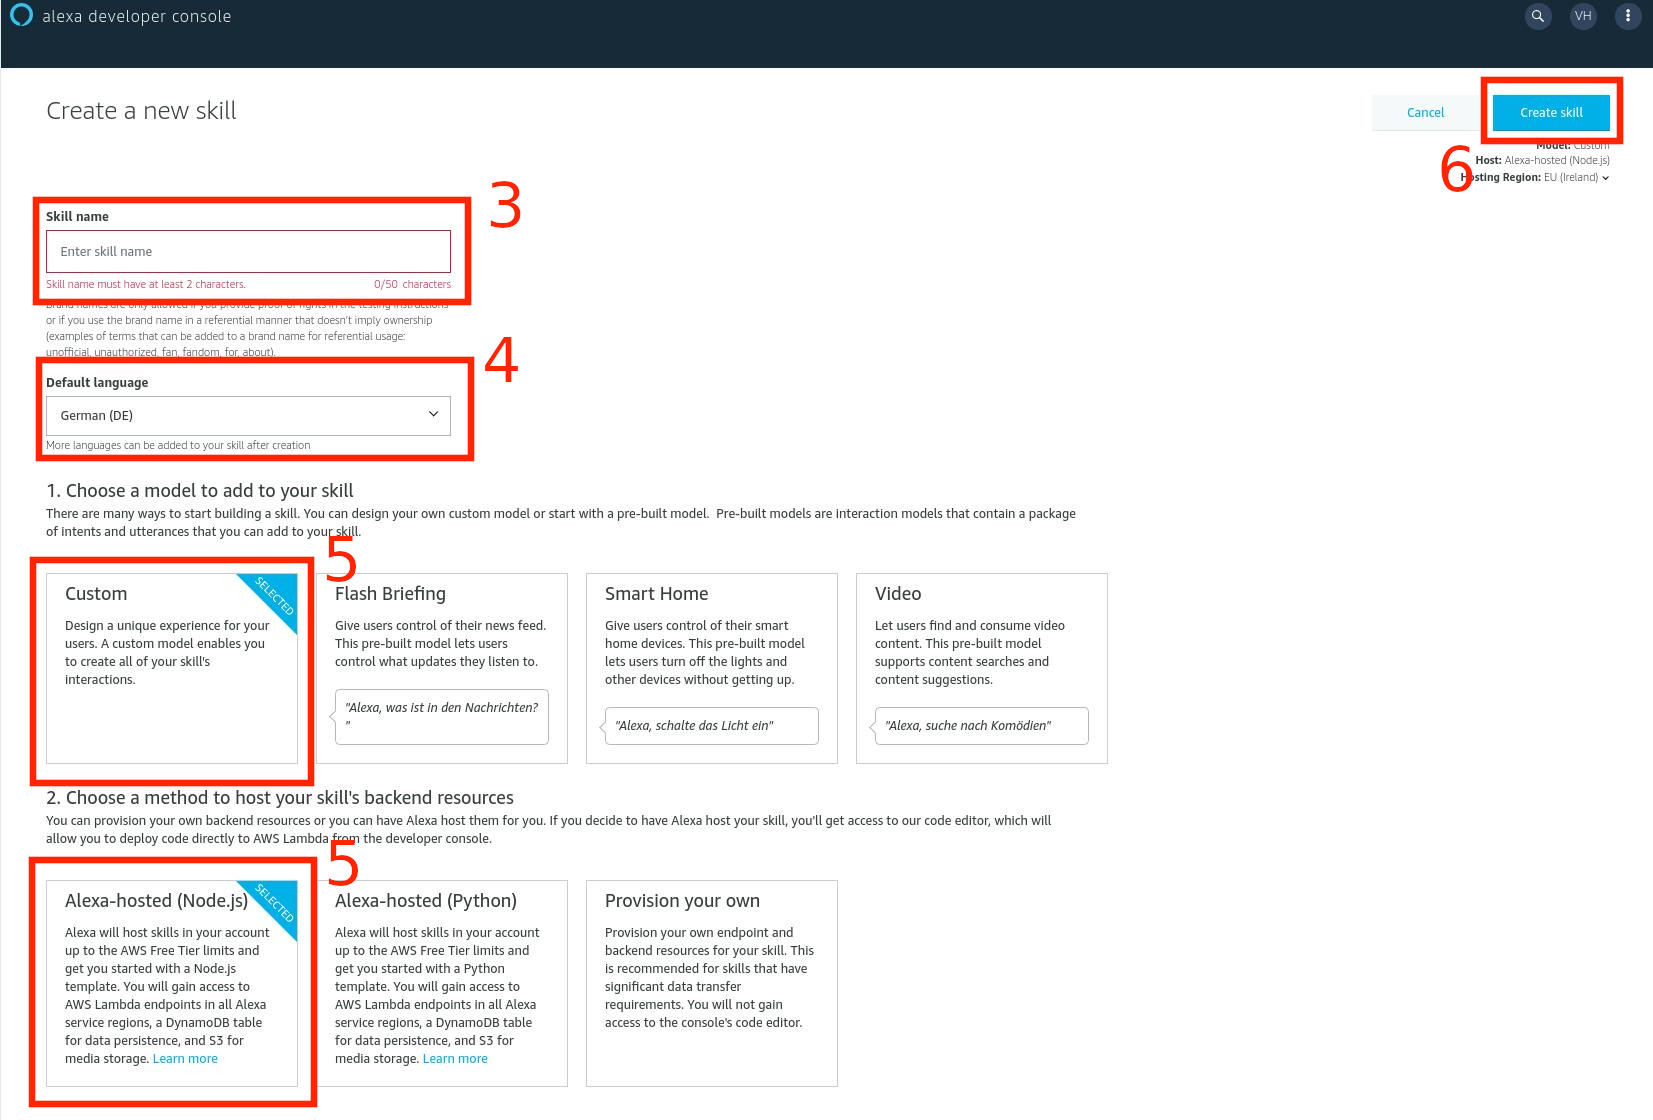 alexa developer console
VH
Create a new skill
Cancel
Create skill
Model: Custom
6
Host: Alexa-hosted (Node.js)
Hosting Region: EU (Ireland)
3
Skill name
Enter skill name
Skill name must have at least 2 characters.
0/50 characters
Brand names are only allowed if you provide proof of rights in the testing instructions
or if you use the brand name in a referential manner that doesn't imply ownership
(examples of terms that can be added to a brand name for referential usage:
unofficial, unauthorized, fan, fandom, for, about).
4
Default language
German (DE)
More languages can be added to your skill after creation
1. Choose a model to add to your skill
There are many ways to start building a skill. You can design your own custom model or start with a pre-built model. Pre-built models are interaction models that contain a package
of intents and utterances that you can add to your skill.
5
Custom
SELECTED
Design a unique experience for your
users. A custom model enables you
to create all of your skill's
interactions.
Flash Briefing
Give users control of their news feed.
This pre-built model lets users
control what updates they listen to.
"Alexa, was ist in den Nachrichten?
"
Smart Home
Give users control of their smart
home devices. This pre-built model
lets users turn off the lights and
other devices without getting up.
"Alexa, schalte das Licht ein"
Video
Let users find and consume video
content. This pre-built model
supports content searches and
content suggestions.
"Alexa, suche nach Komödien"
2. Choose a method to host your skill's backend resources
You can provision your own backend resources or you can have Alexa host them for you. If you decide to have Alexa host your skill, you'll get access to our code editor, which will
allow you to deploy code directly to AWS Lambda from the developer console.
5
Alexa-hosted (Node.js)
SELECTED
Alexa will host skills in your account
up to the AWS Free Tier limits and
get you started with a Node.js
template. You will gain access to
AWS Lambda endpoints in all Alexa
service regions, a DynamoDB table
for data persistence, and S3 for
media storage. Learn more
Alexa-hosted (Python)
Alexa will host skills in your account
up to the AWS Free Tier limits and
get you started with a Python
template. You will gain access to
AWS Lambda endpoints in all Alexa
service regions, a DynamoDB table
for data persistence, and S3 for
media storage. Learn more
Provision your own
Provision your own endpoint and
backend resources for your skill. This
is recommended for skills that have
significant data transfer
requirements. You will not gain
access to the console's code editor.